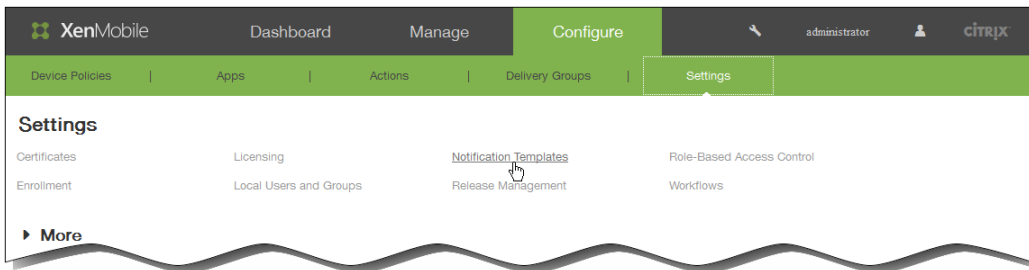 XenMobile Dashboard Manage Configure administrator CITRIX
Device Policies | Apps | Actions | Delivery Groups | Settings
Settings
Certificates Licensing Notification Templates Role-Based Access Control
Enrollment Local Users and Groups Release Management Workflows
More